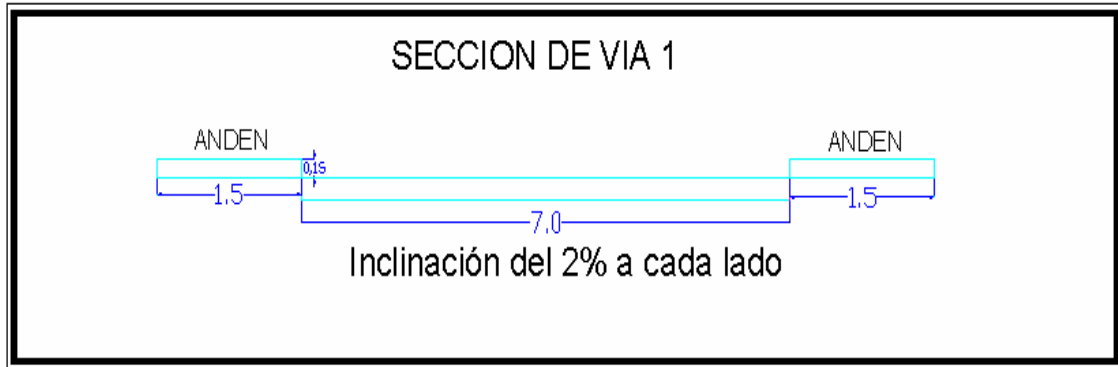 SECCION DE VIA 1
ANDEN
ANDEN
0,15
1.5
1.5
7.0
Inclinación del 2% a cada lado